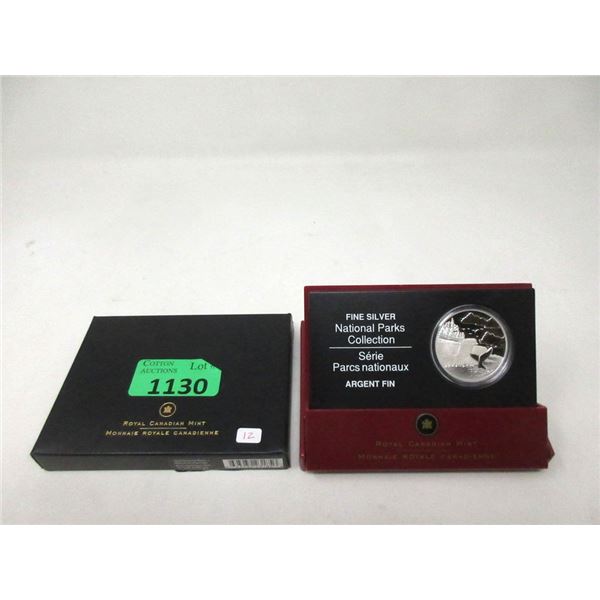 COTTON
AUCTIONS
Lot
1130
ROYAL CANADIAN MINT
MONNAIE ROYALE CANADIENNE
12
FINE SILVER
National Parks
Collection
Série
Parcs nationaux
ARGENT FIN
ROYAL CANADIAN MINT
MONNAIE ROYALE CANADIENNE